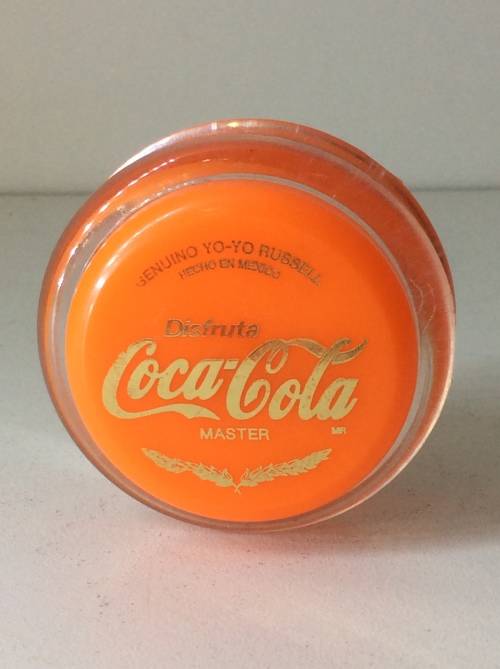 GENUINO YO-YO RUSSELL
HECHO EN MEXICO
Disfruta
Coca-Cola
MASTER MR